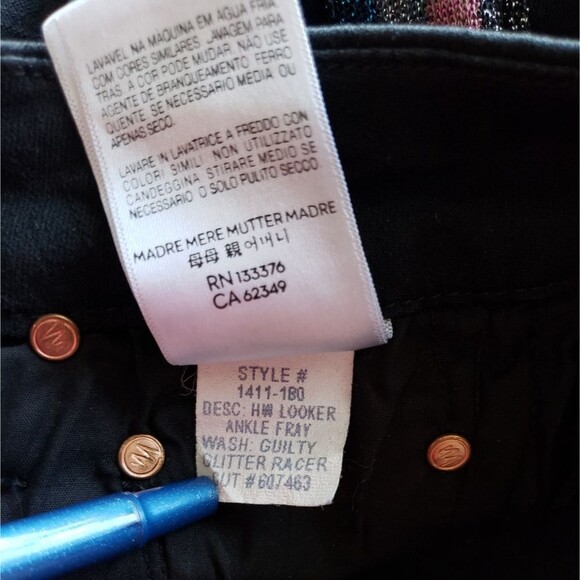 LAVAVEL NA MAQUINA EM AGUA FRIA
COM CORES SIMILARES. LAVAGEM PARA
TRAS. A COR PODE MUDAR. NÃO USE
AGENTE DE BRANQUEAMENTO. FERRO
QUENTE SE NECESSARIO MEDIA. OU
APENAS SECO.
LAVARE IN LAVATRICE A FREDDO CON
COLORI SIMILI. NON UTILIZZATO
CANDEGGINA STIRARE MEDIO SE
NECESSARIO O SOLO PULITO SECCO
MADRE MERE MUTTER MADRE
母母 親 어머니
RN 133376
CA 62349
STYLE #
1411-180
DESC: HW LOOKER
ANKLE FRAY
WASH: GUILTY
GLITTER RACER
CUT # 607463